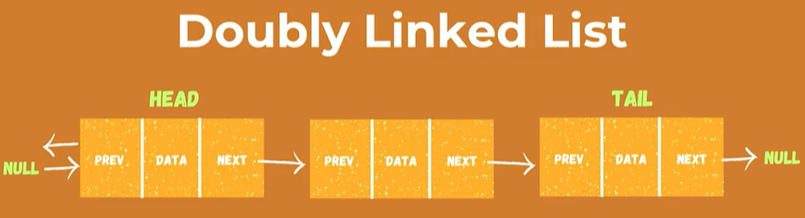 Doubly Linked List
HEAD
TAIL
NULL
PREV DATA NEXT
PREV DATA NEXT
PREV DATA NEXT
NULL